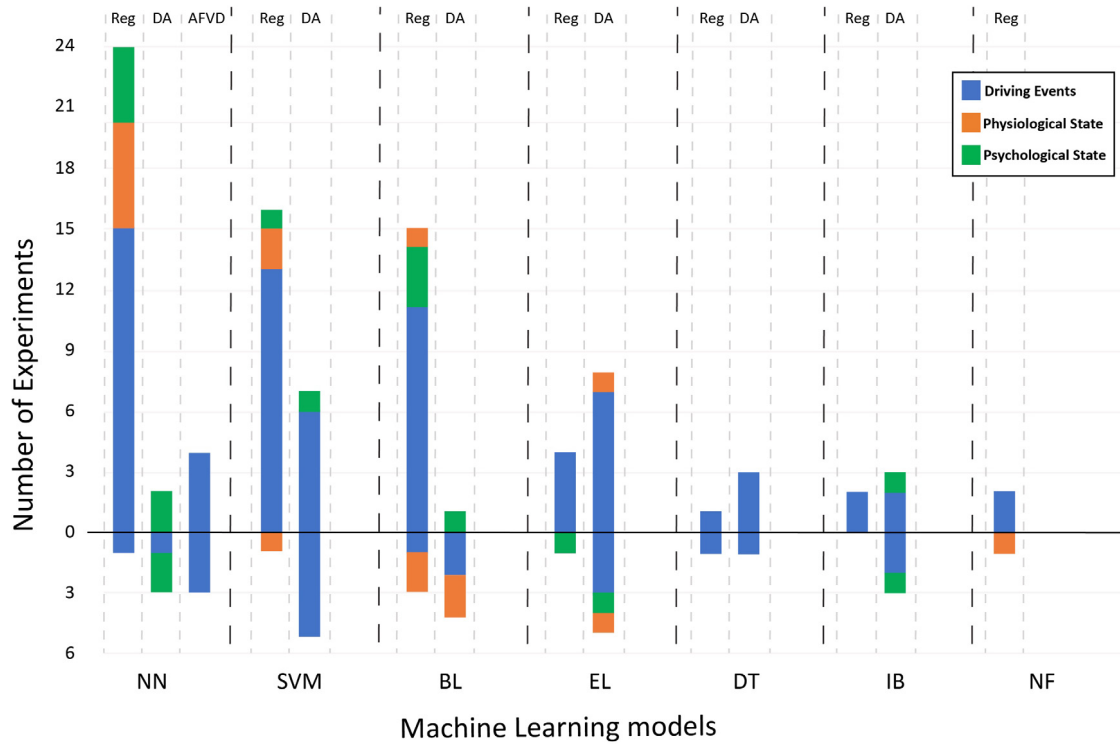 Reg DA AFVD Reg DA Reg DA Reg DA Reg DA Reg DA Reg
24
21
18
15
12
9
6
3
0
3
6
Number of Experiments
Driving Events
Physiological State
Psychological State
NN SVM BL EL DT IB NF
Machine Learning models